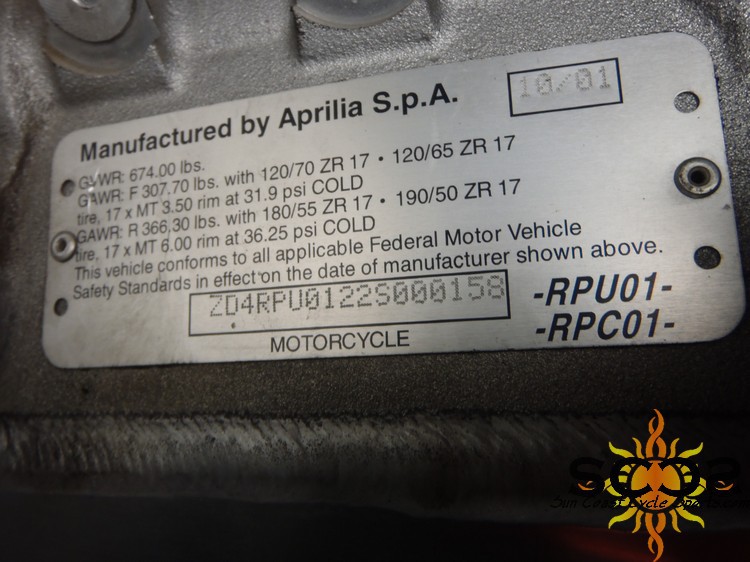 Manufactured by Aprilia S.p.A.
10/01
GVWR: 674.00 lbs.
GAWR: F 307.70 lbs. with 120/70 ZR 17 • 120/65 ZR 17
tire, 17 x MT 3.50 rim at 31.9 psi COLD
GAWR: R 366,30 lbs. with 180/55 ZR 17 • 190/50 ZR 17
tire, 17 x MT 6.00 rim at 36.25 psi COLD
This vehicle conforms to all applicable Federal Motor Vehicle
Safety Standards in effect on the date of manufacturer shown above.
ZD4RPU0122S000158
-RPU01-
MOTORCYCLE
-RPC01-
Sun Coast Cycle